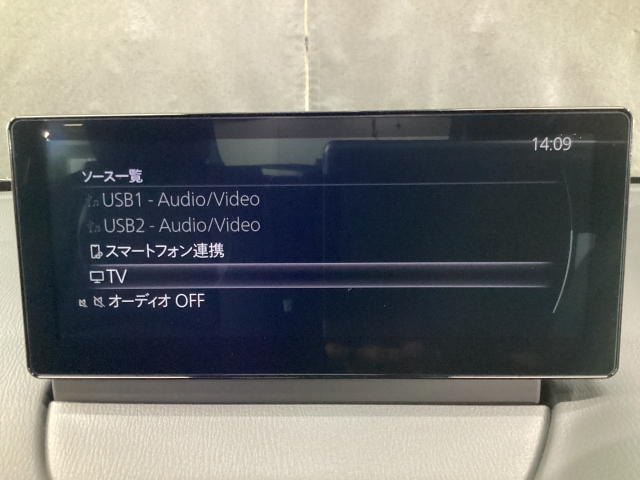 14:09
ソース一覧
USB1 - Audio/Video
USB2 - Audio/Video
スマートフォン連携
TV
オーディオ OFF